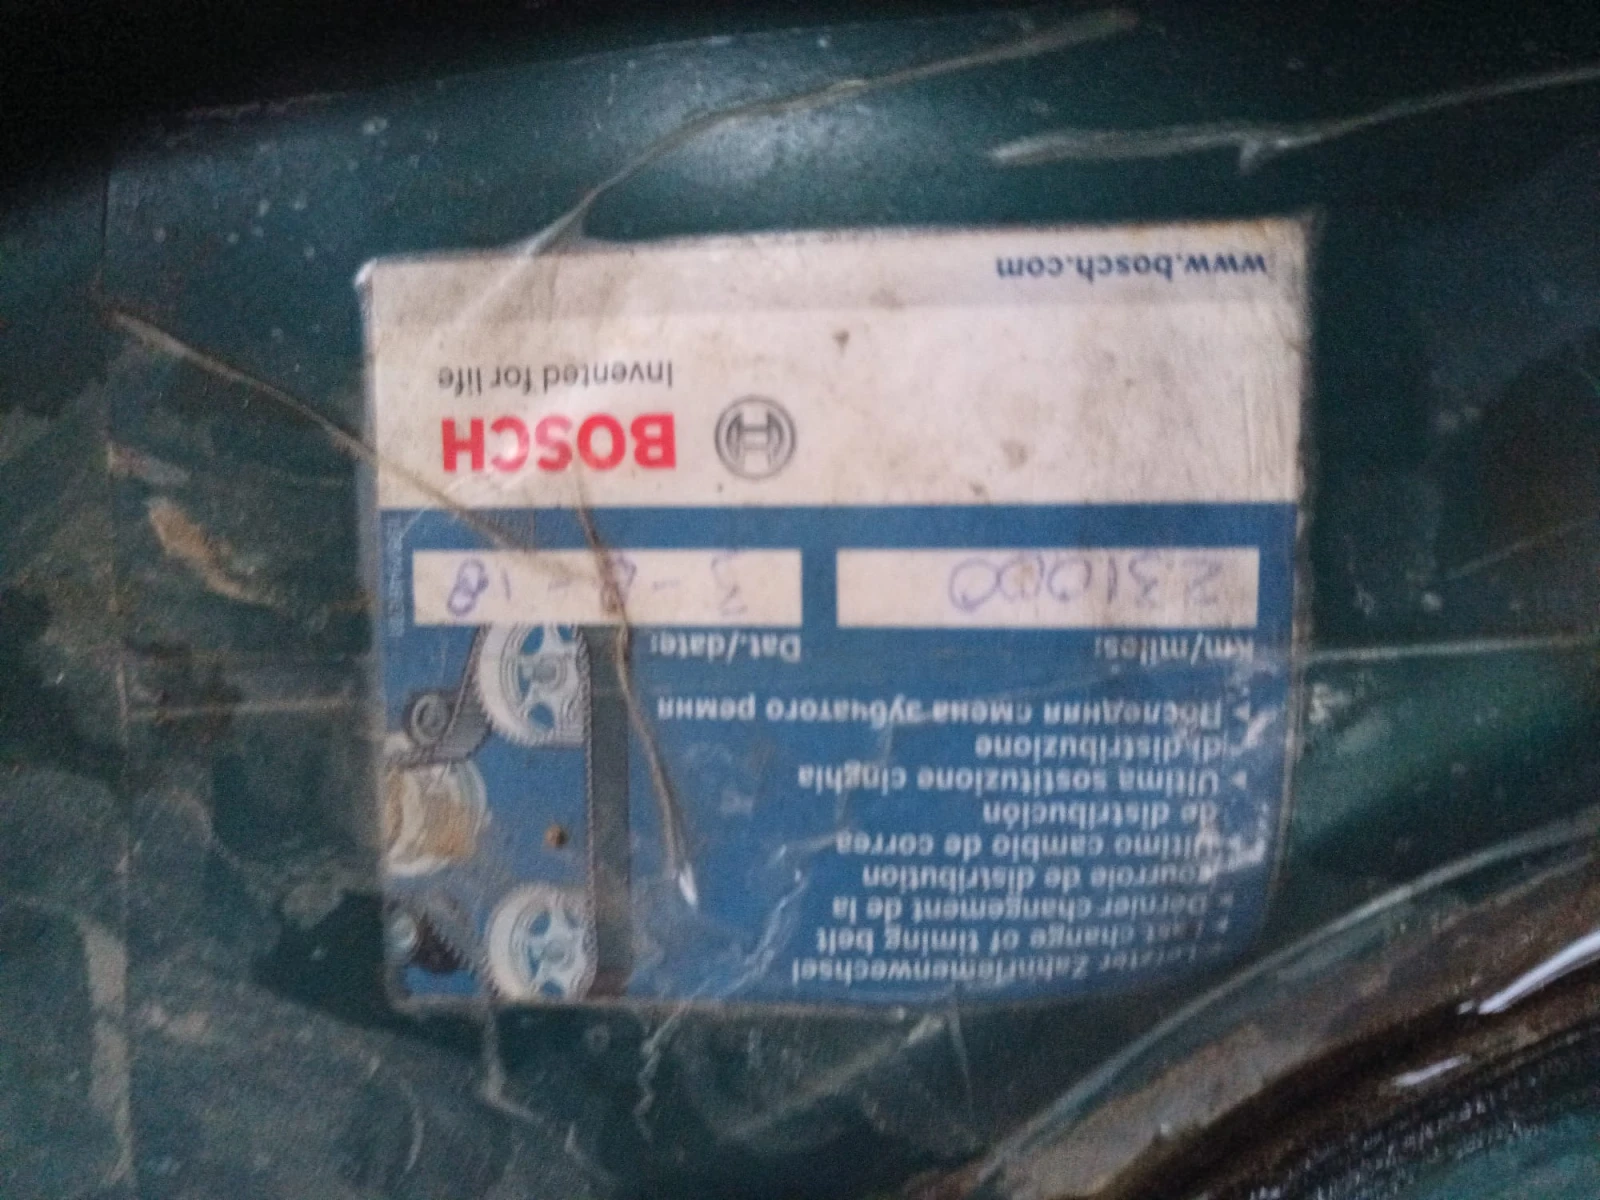 Letzter Zahnriemenwechsel
Last change of timing belt
Dernier changement de la
courroie de distribution
Último cambio de correa
de distribución
Ultima sostituzione cinghia
di distribuzione
Последняя смена зубчатого ремня
Km/miles:
Dat./date:
231000
3 - 8 - 18
BOSCH
Invented for life
www.bosch.com